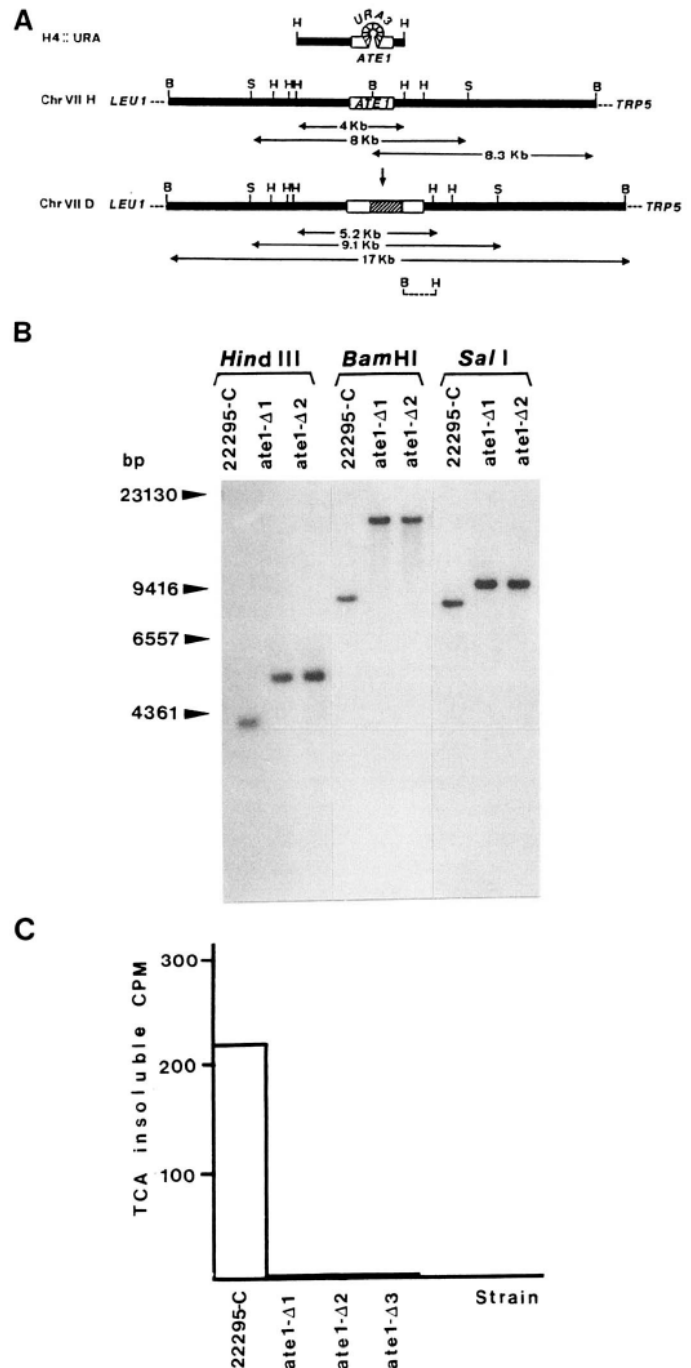 A
H
URA3
H
H4 :: URA
ATE1
B
S
H
HH
B
H
H
S
B
Chr VII H
LEU1
ATE1
TRP5
4 Kb
8 Kb
8.3 Kb
B
S
H
HH
H
H
S
B
Chr VII D
LEU1
TRP5
5.2 Kb
9.1 Kb
17 Kb
B
H
B
Hind III
BamHI
Sal I
22295-C
ate1-Δ1
ate1-Δ2
22295-C
ate1-Δ1
ate1-Δ2
22295-C
ate1-Δ1
ate1-Δ2
bp
23130
9416
6557
4361
C
TCA insoluble CPM
300
200
100
22295-C
ate1-Δ1
ate1-Δ2
ate1-Δ3
Strain